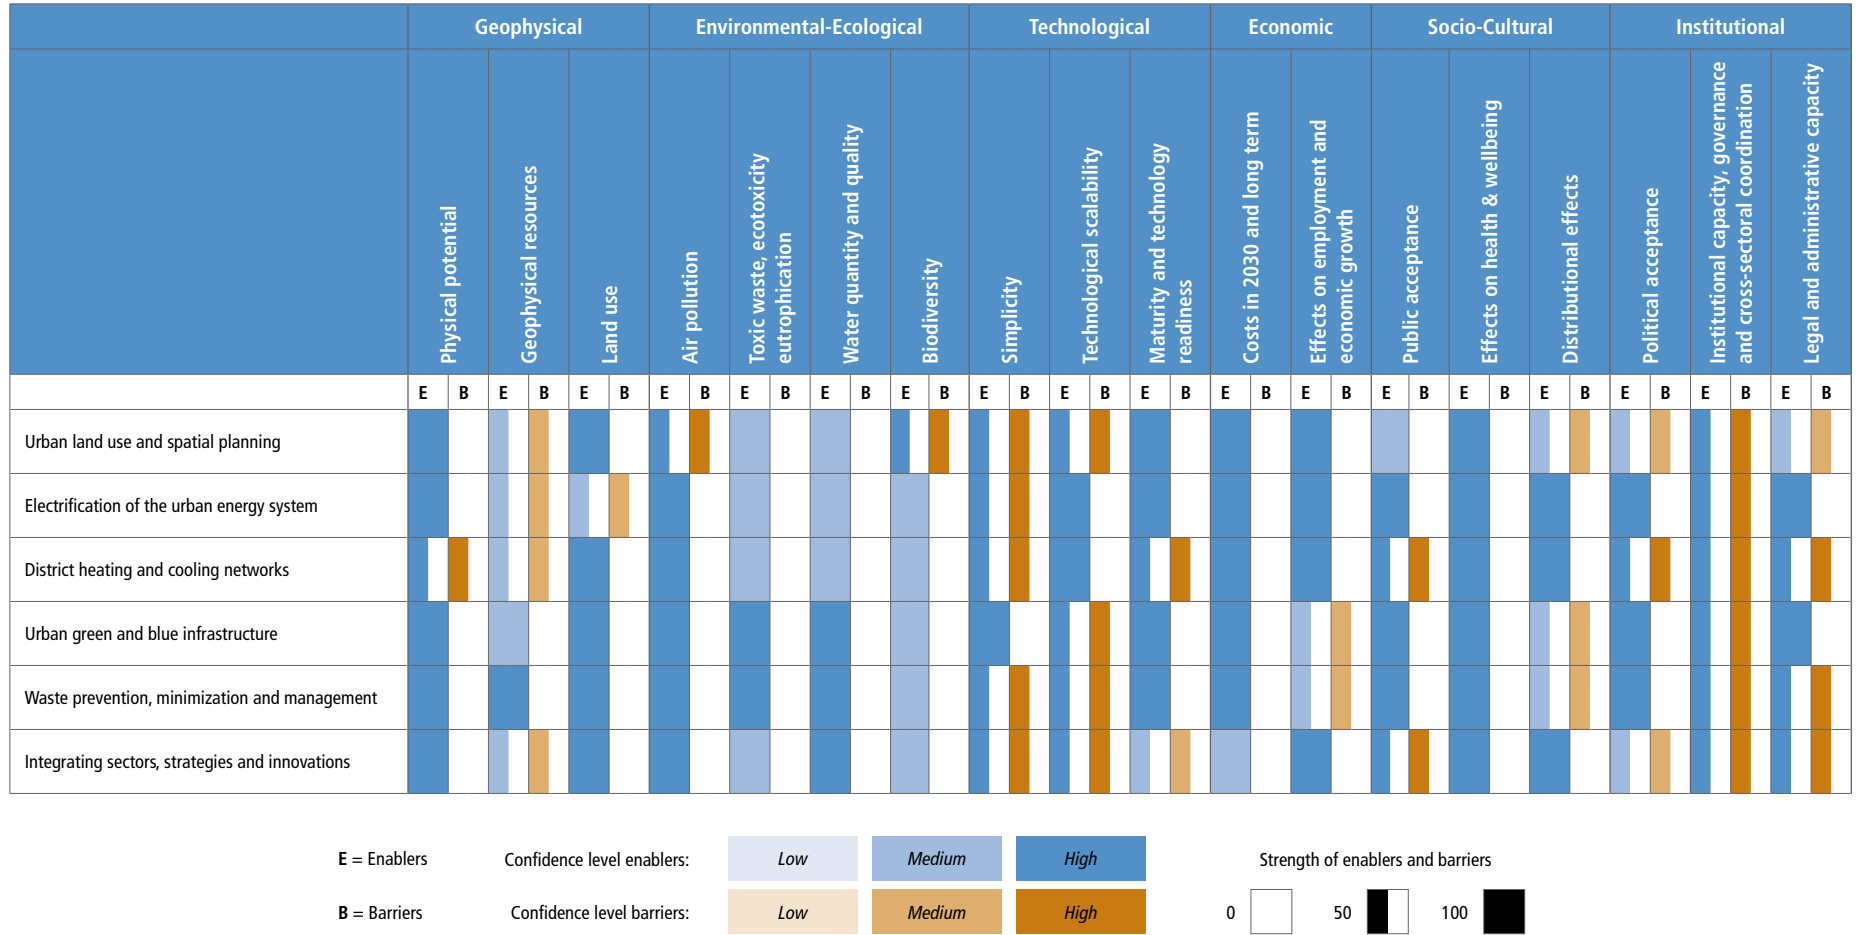 Geophysical Environmental-Ecological Technological Economic Socio-Cultural Institutional
Physical potential
Geophysical resources
Land use
Air pollution
Toxic waste, ecotoxicity
eutrophication
Water quantity and quality
Biodiversity
Simplicity
Technological scalability
Maturity and technology
readiness
Costs in 2030 and long term
Effects on employment and
economic growth
Public acceptance
Effects on health & wellbeing
Distributional effects
Political acceptance
Institutional capacity, governance
and cross-sectoral coordination
Legal and administrative capacity
E B E B E B E B E B E B E B E B E B E B E B E B E B E B E B E B E B E B
Urban land use and spatial planning
Electrification of the urban energy system
District heating and cooling networks
Urban green and blue infrastructure
Waste prevention, minimization and management
Integrating sectors, strategies and innovations
E = Enablers Confidence level enablers: Low Medium High Strength of enablers and barriers
B = Barriers Confidence level barriers: Low Medium High 0 50 100